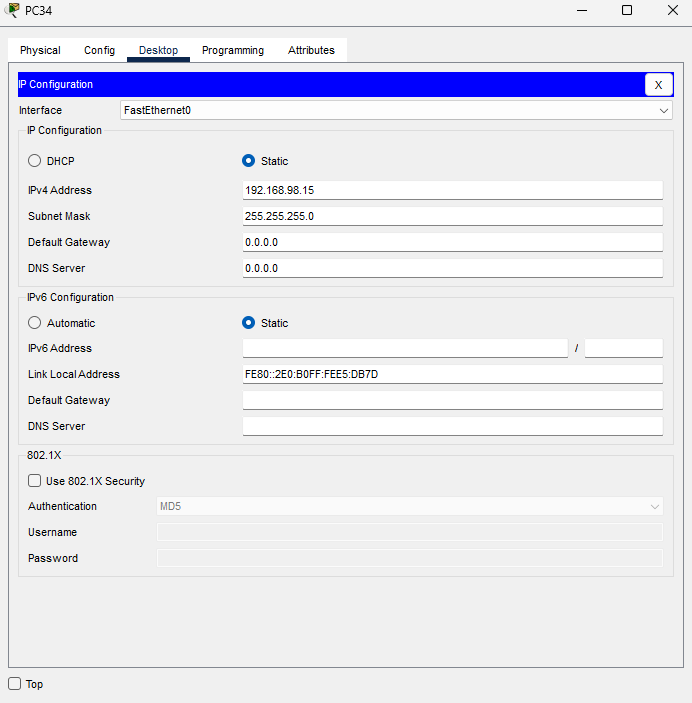 PC34
Physical Config Desktop Programming Attributes
IP Configuration X
Interface FastEthernet0
IP Configuration
DHCP Static
IPv4 Address 192.168.98.15
Subnet Mask 255.255.255.0
Default Gateway 0.0.0.0
DNS Server 0.0.0.0
IPv6 Configuration
Automatic Static
IPv6 Address /
Link Local Address FE80::2E0:B0FF:FEE5:DB7D
Default Gateway
DNS Server
802.1X
Use 802.1X Security
Authentication MD5
Username
Password
Top